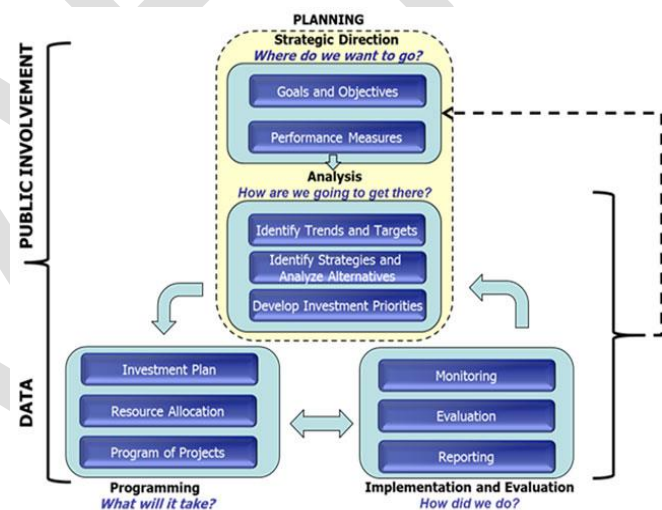 PLANNING
Strategic Direction
Where do we want to go?
Goals and Objectives
Performance Measures
Analysis
How are we going to get there?
Identify Trends and Targets
Identify Strategies and
Analyze Alternatives
Develop Investment Priorities
PUBLIC INVOLVEMENT
DATA
Investment Plan
Resource Allocation
Program of Projects
Programming
What will it take?
Monitoring
Evaluation
Reporting
Implementation and Evaluation
How did we do?